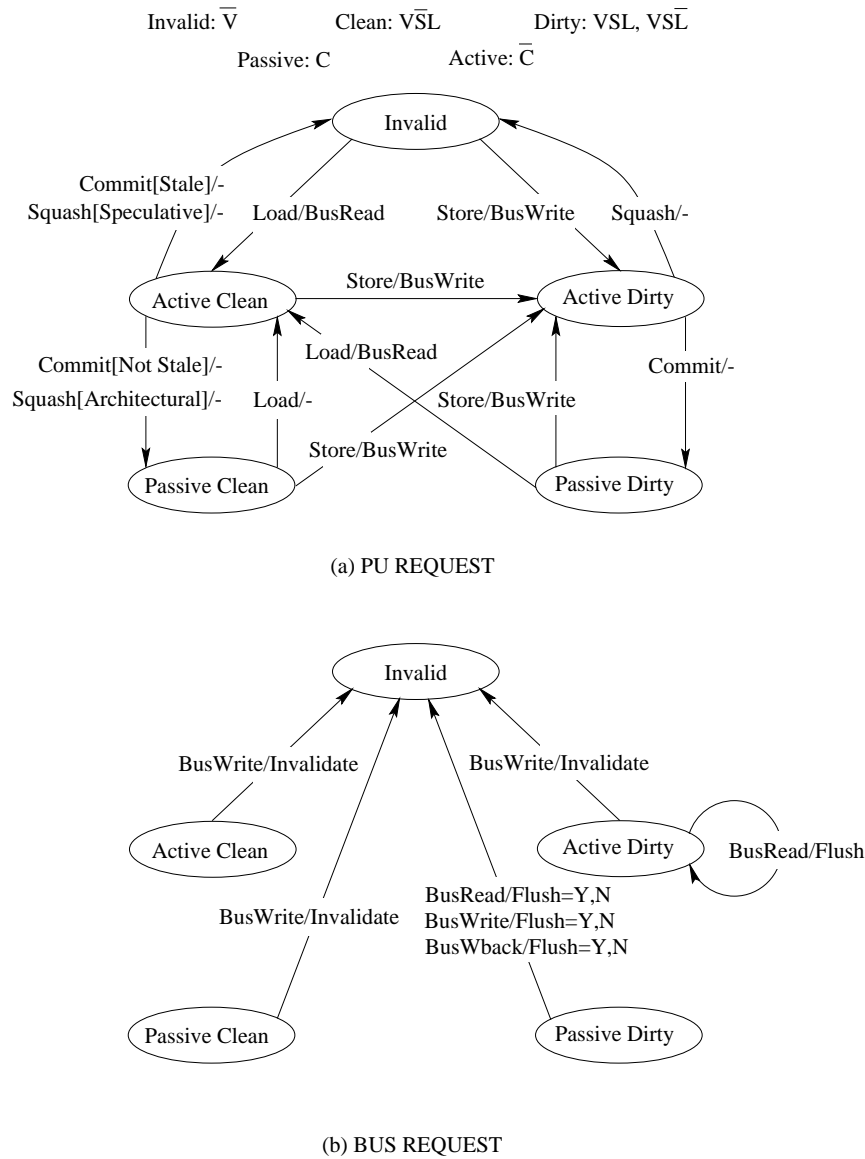 Invalid: V̅ Clean: VS̅L Dirty: VSL, VSL̅
Passive: C Active: C̅
Invalid
Commit[Stale]/-
Squash[Speculative]/-
Load/BusRead
Store/BusWrite
Squash/-
Active Clean
Store/BusWrite
Active Dirty
Commit[Not Stale]/-
Squash[Architectural]/-
Load/BusRead
Load/-
Store/BusWrite
Store/BusWrite
Commit/-
Passive Clean
Passive Dirty
(a) PU REQUEST
Invalid
BusWrite/Invalidate
BusWrite/Invalidate
Active Clean
Active Dirty
BusRead/Flush
BusWrite/Invalidate
BusRead/Flush=Y,N
BusWrite/Flush=Y,N
BusWback/Flush=Y,N
Passive Clean
Passive Dirty
(b) BUS REQUEST